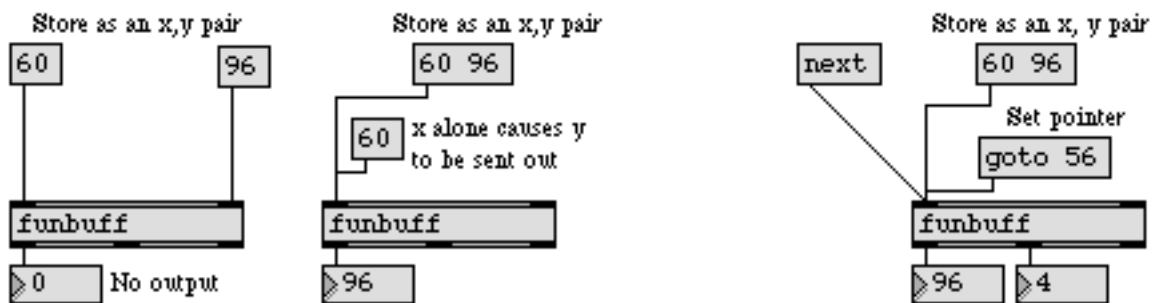 Store as an x,y pair
60
96
funbuff
0
No output
Store as an x,y pair
60 96
60
x alone causes y
to be sent out
funbuff
96
Store as an x, y pair
next
60 96
Set pointer
goto 56
funbuff
96
4